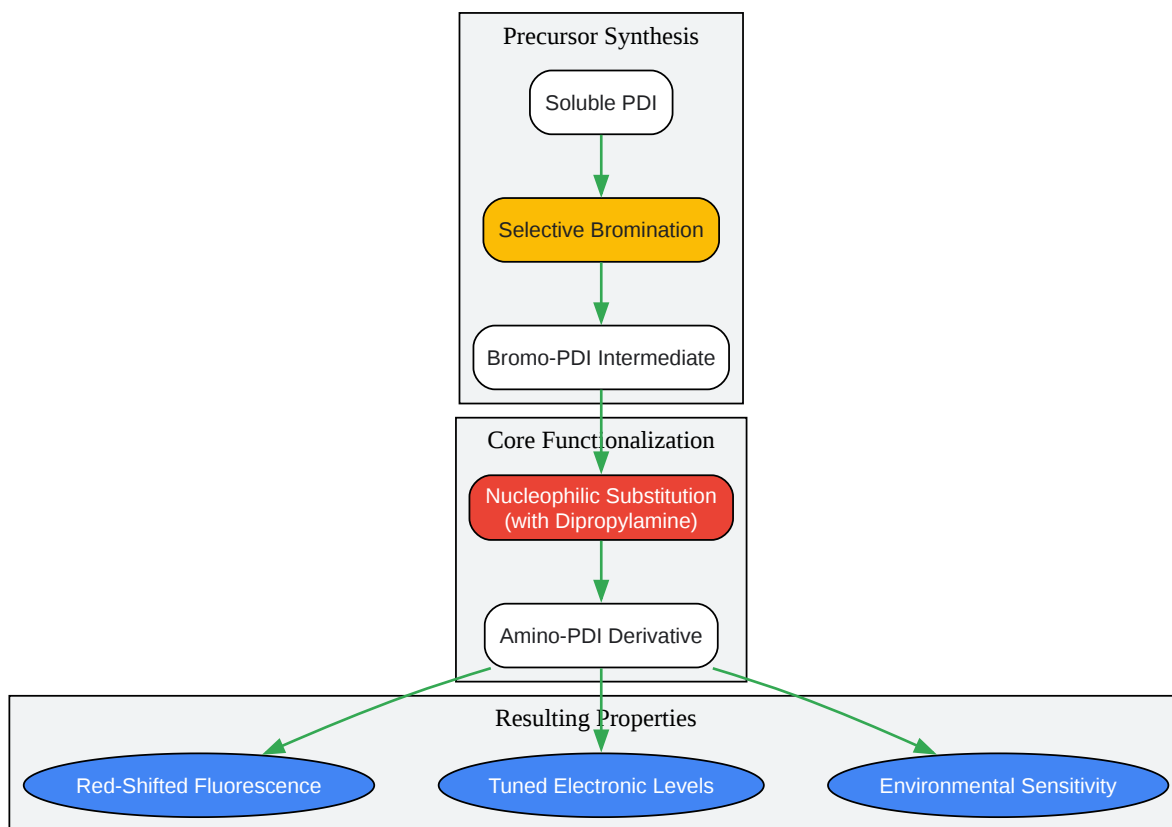 Precursor Synthesis
Soluble PDI
Selective Bromination
Bromo-PDI Intermediate
Core Functionalization
Nucleophilic Substitution
(with Dipropylamine)
Amino-PDI Derivative
Resulting Properties
Red-Shifted Fluorescence
Tuned Electronic Levels
Environmental Sensitivity